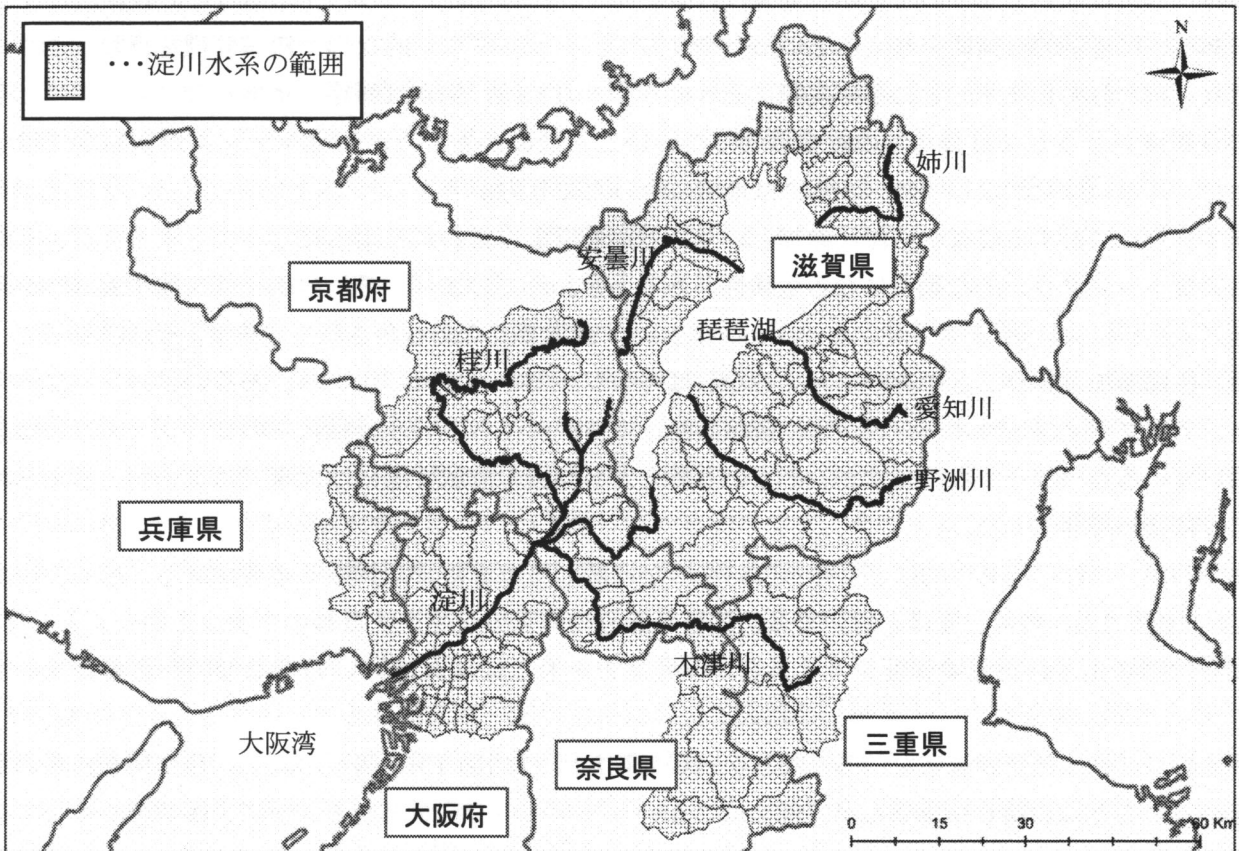 ･･･淀川水系の範囲
N
姉川
安曇川
滋賀県
京都府
琵琶湖
桂川
愛知川
野洲川
兵庫県
淀川
木津川
大阪湾
三重県
奈良県
大阪府
0 15 30 60 Km